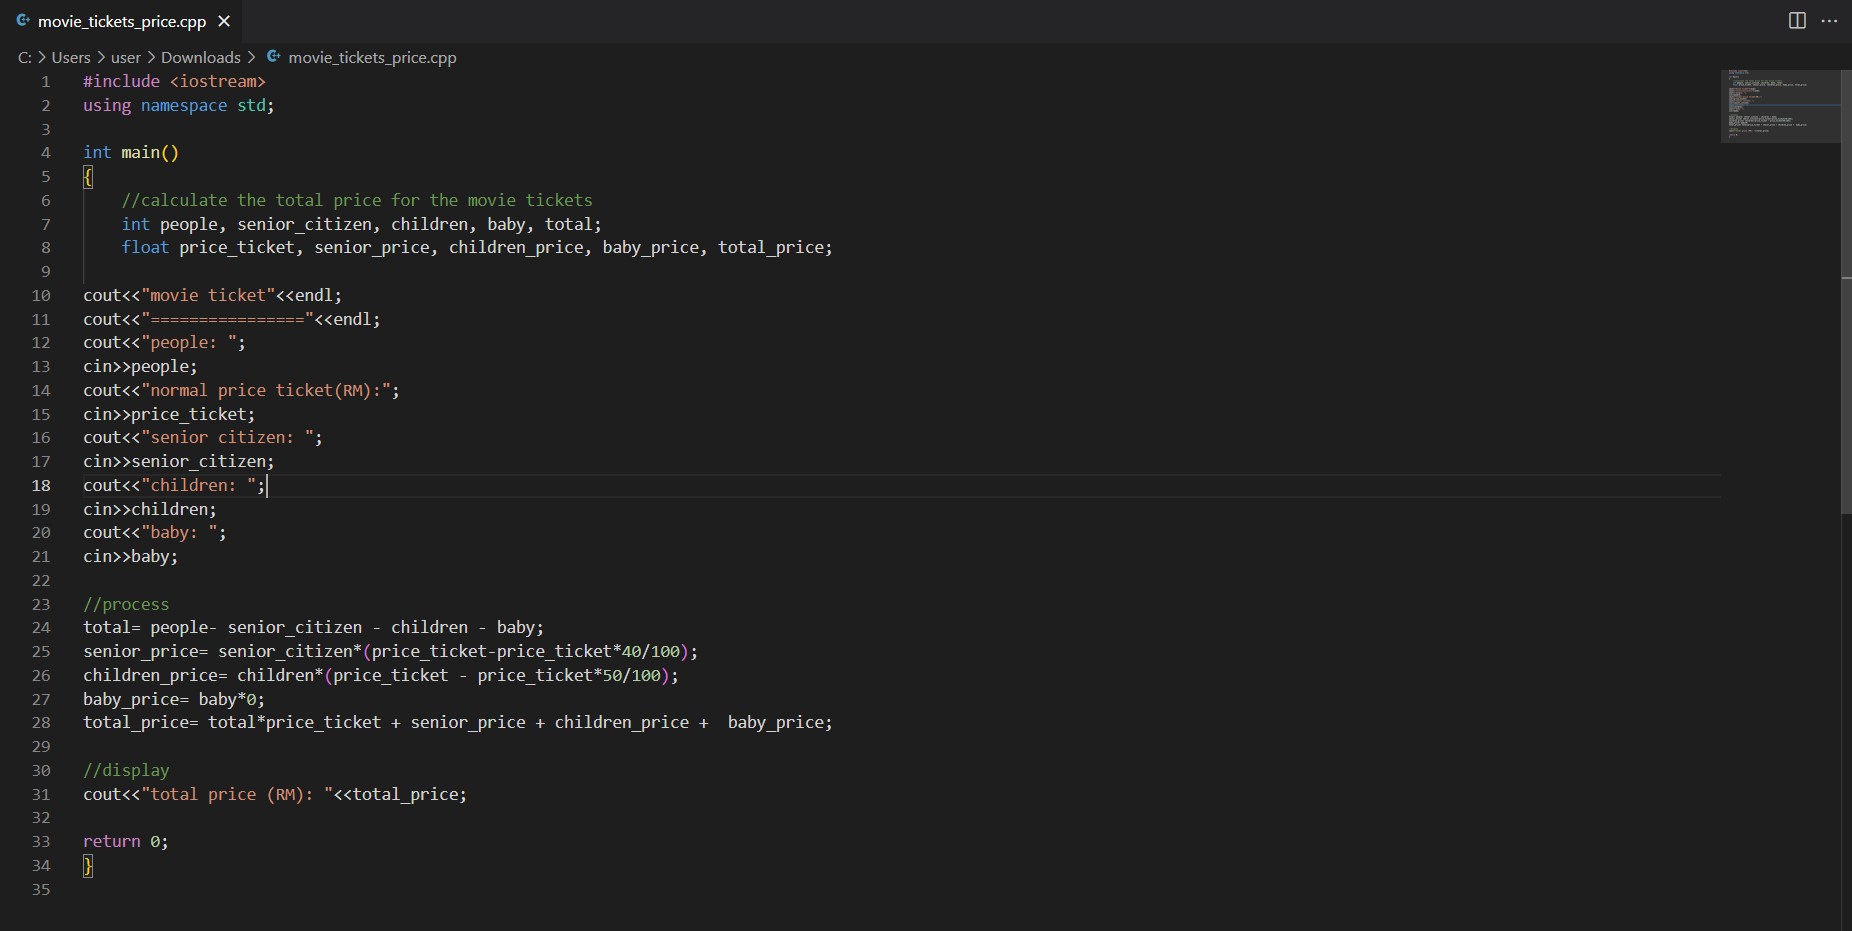 movie_tickets_price.cpp
C: > Users > user > Downloads > movie_tickets_price.cpp
1 #include <iostream>
2 using namespace std;
3
4 int main()
5 {
6     //calculate the total price for the movie tickets
7     int people, senior_citizen, children, baby, total;
8     float price_ticket, senior_price, children_price, baby_price, total_price;
9
10 cout<<"movie ticket"<<endl;
11 cout<<"================"<<endl;
12 cout<<"people: ";
13 cin>>people;
14 cout<<"normal price ticket(RM):";
15 cin>>price_ticket;
16 cout<<"senior citizen: ";
17 cin>>senior_citizen;
18 cout<<"children: ";
19 cin>>children;
20 cout<<"baby: ";
21 cin>>baby;
22
23 //process
24 total= people- senior_citizen - children - baby;
25 senior_price= senior_citizen*(price_ticket-price_ticket*40/100);
26 children_price= children*(price_ticket - price_ticket*50/100);
27 baby_price= baby*0;
28 total_price= total*price_ticket + senior_price + children_price +  baby_price;
29
30 //display
31 cout<<"total price (RM): "<<total_price;
32
33 return 0;
34 }
35